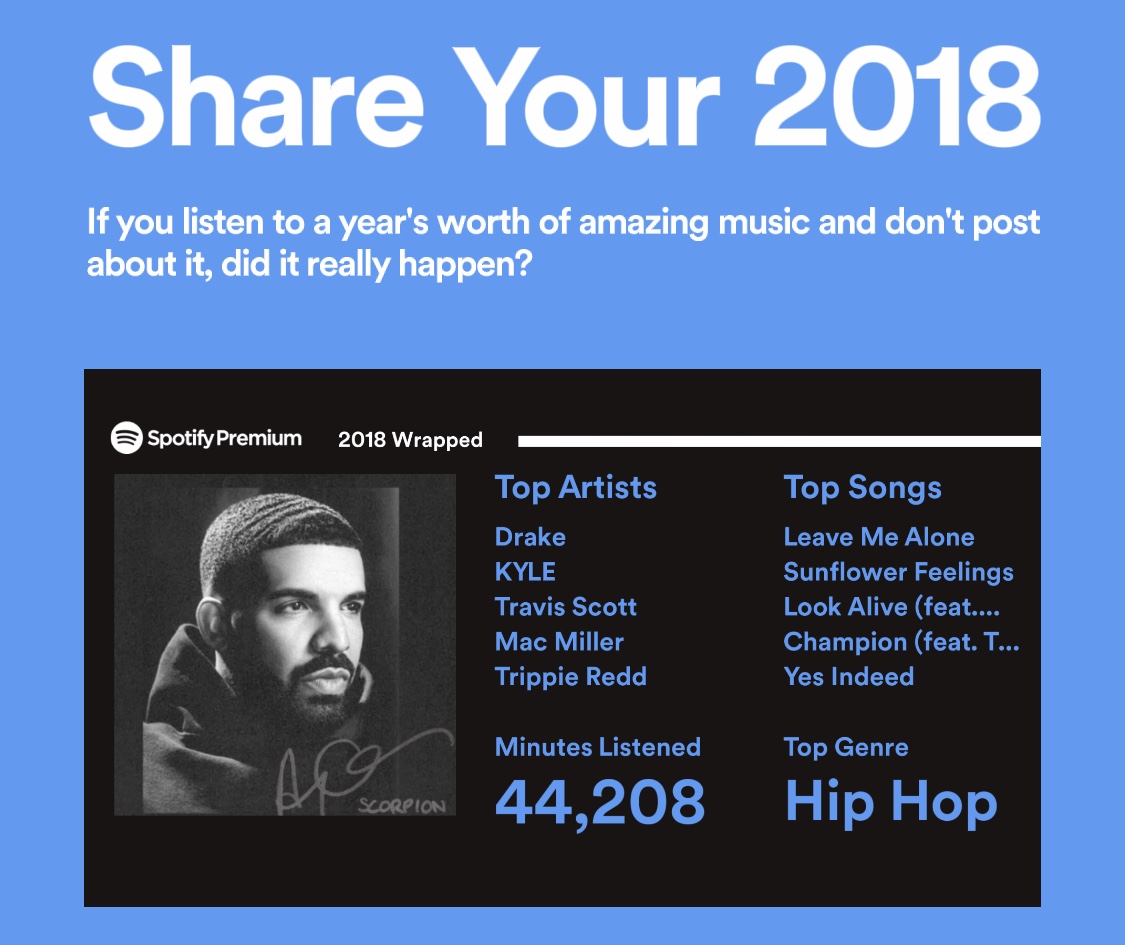 Share Your 2018
If you listen to a year's worth of amazing music and don't post
about it, did it really happen?
Spotify Premium
2018 Wrapped
Top Artists
Drake
KYLE
Travis Scott
Mac Miller
Trippie Redd
Top Songs
Leave Me Alone
Sunflower Feelings
Look Alive (feat....
Champion (feat. T...
Yes Indeed
Minutes Listened
44,208
Top Genre
Hip Hop
SCORPION